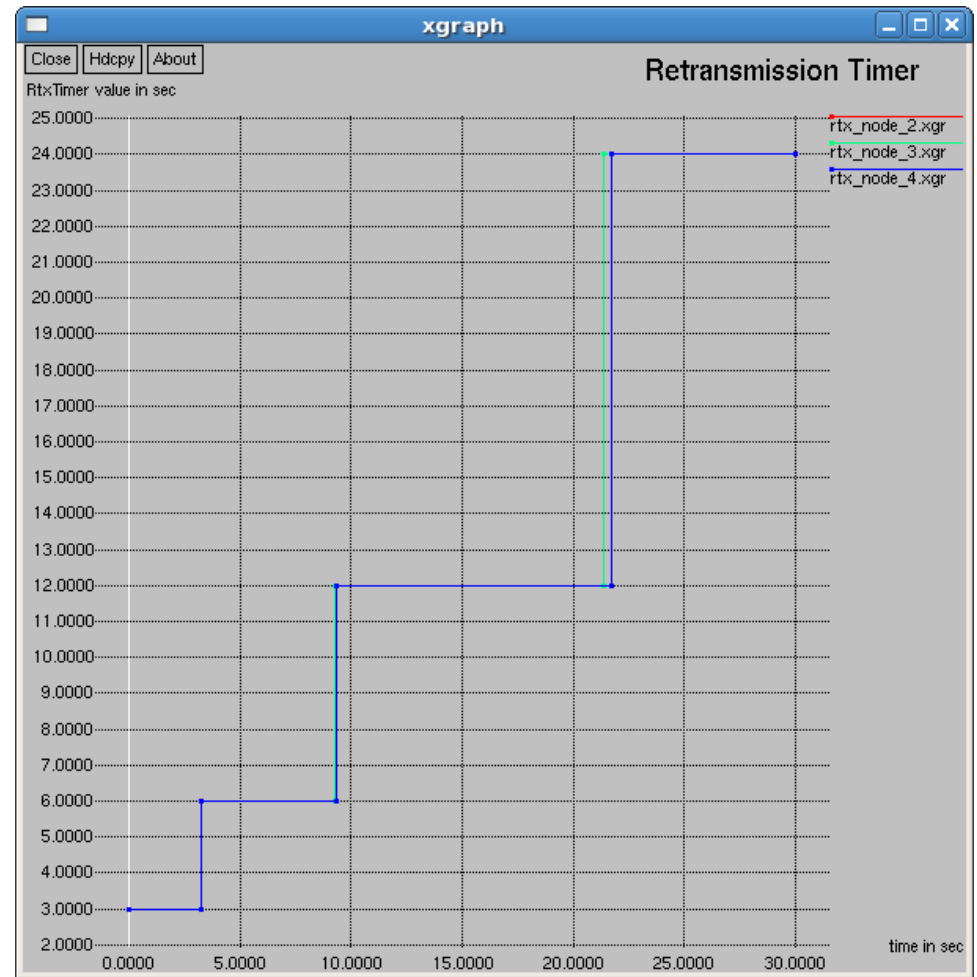 xgraph
Close Hdcpy About
Retransmission Timer
RtxTimer value in sec
25.0000
rtx_node_2.xgr
24.0000
rtx_node_3.xgr
23.0000
rtx_node_4.xgr
22.0000
21.0000
20.0000
19.0000
18.0000
17.0000
16.0000
15.0000
14.0000
13.0000
12.0000
11.0000
10.0000
9.0000
8.0000
7.0000
6.0000
5.0000
4.0000
3.0000
2.0000
time in sec
0.0000 5.0000 10.0000 15.0000 20.0000 25.0000 30.0000